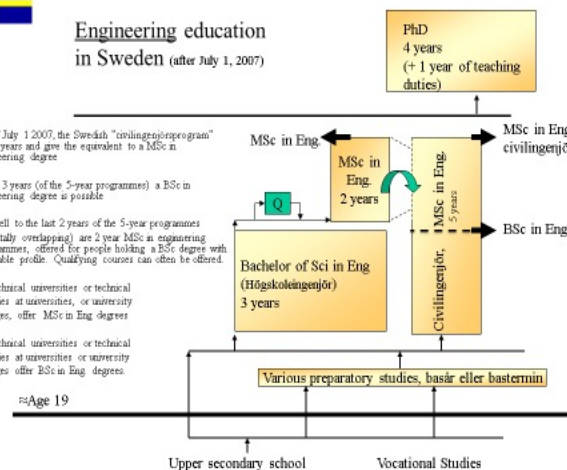 Engineering education
in Sweden (after July 1, 2007)
PhD
4 years
(+ 1 year of teaching
duties)
July 1 2007, the Swedish "civilingenjörsprogram"
years and give the equivalent to a MSc in
eering degree
3 years (of the 5-year programmes) a BSc in
eering degree is possible
ell to the last 2 years of the 5-year programmes
tally overlapping) are 2 year MSc in enginnering
ammes, offered for people holding a BSc degree with
able profile. Qualifying courses can often be offered.
chnical universities or technical
ies at universities, or university
es, offer MSc in Eng degrees
chnical universities or technical
ies at universities or university
ges offer BSc in Eng. degrees.
MSc in Eng.
MSc in
Eng.
2 years
Q
Bachelor of Sci in Eng
(Högskoleingenjör)
3 years
Civilingenjör, MSc in Eng.
5 years
MSc in Eng
civilingenjö
BSc in Eng
Various preparatory studies, basår eller bastermin
≈Age 19
Upper secondary school
Vocational Studies